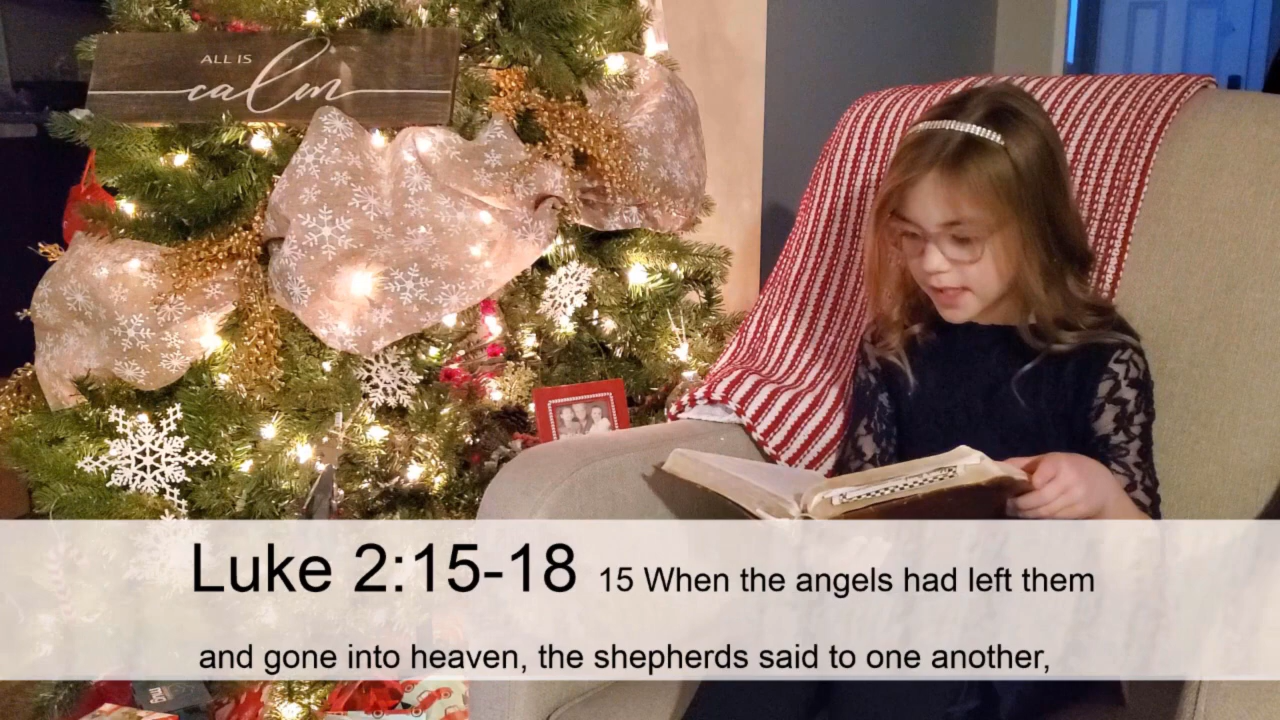 ALL IS
calm
Luke 2:15-18 15 When the angels had left them
and gone into heaven, the shepherds said to one another,